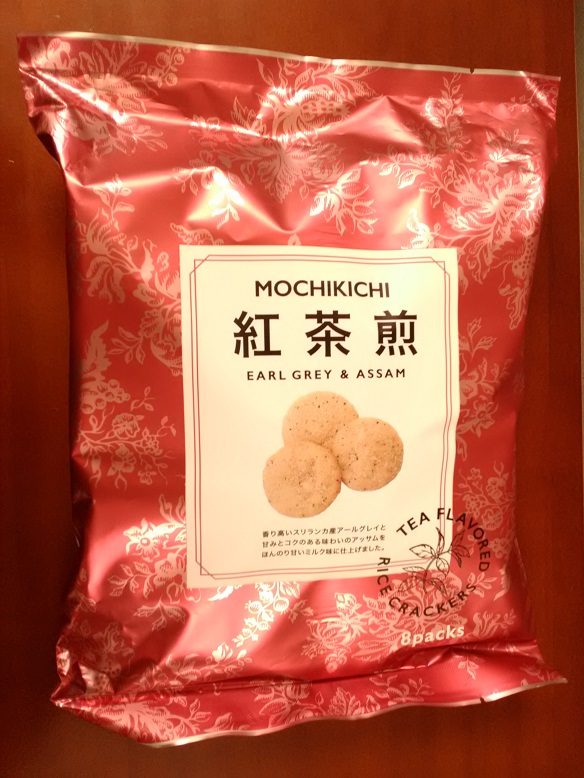 MOCHIKICHI
紅茶煎
EARL GREY & ASSAM
香り高いスリランカ産アールグレイと
甘みとコクのある味わいのアッサムを
ほんのり甘いミルク味に仕上げました。
TEA FLAVORED
RICE CRACKERS
8packs